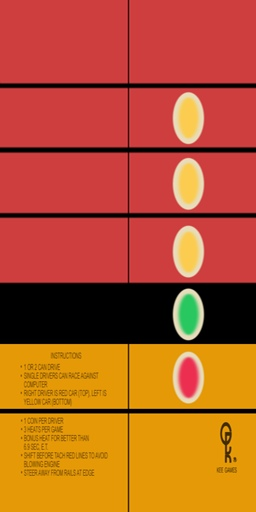 INSTRUCTIONS
• 1 OR 2 CAN DRIVE
• SINGLE DRIVERS CAN RACE AGAINST
COMPUTER
• RIGHT DRIVER IS RED CAR (TOP), LEFT IS
YELLOW CAR (BOTTOM)
• 1 COIN PER DRIVER
• 3 HEATS PER GAME
• BONUS HEAT FOR BETTER THAN
6.9 SEC. E.T.
• SHIFT BEFORE TACH RED LINES TO AVOID
BLOWING ENGINE
• STEER AWAY FROM RAILS AT EDGE
KEE GAMES